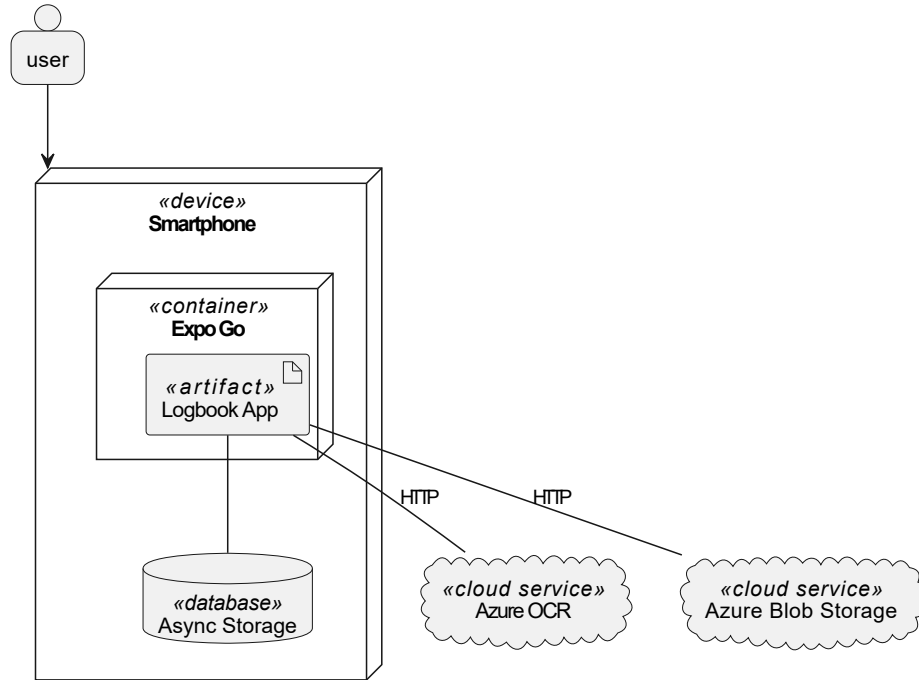 user
«device»
Smartphone
«container»
Expo Go
«artifact»
Logbook App
HTTP
HTTP
«database»
Async Storage
«cloud service»
Azure OCR
«cloud service»
Azure Blob Storage